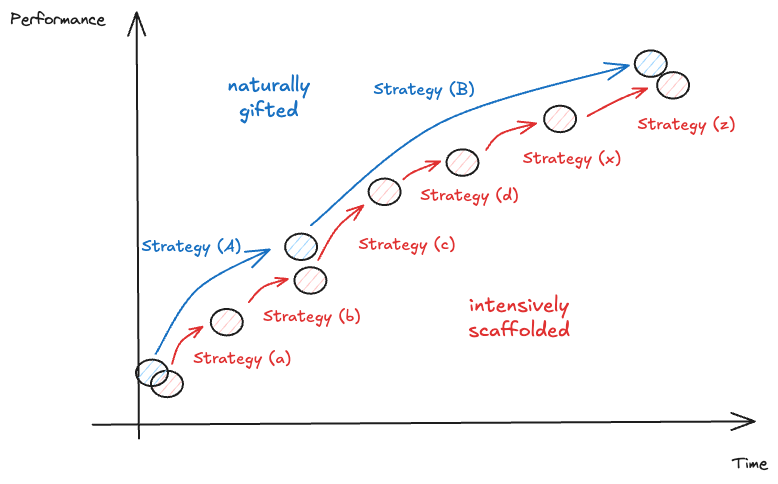 Performance
naturally
gifted
Strategy (B)
Strategy (z)
Strategy (x)
Strategy (d)
Strategy (A)
Strategy (c)
Strategy (b)
intensively
scaffolded
Strategy (a)
Time